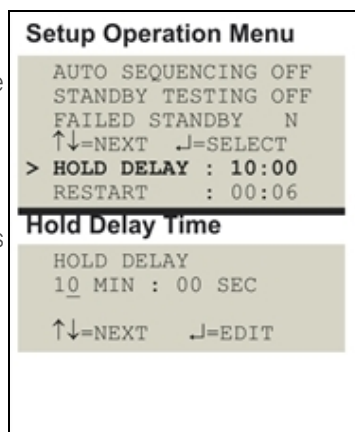 Setup Operation Menu
AUTO SEQUENCING OFF
STANDBY TESTING OFF
FAILED STANDBY N
↑↓=NEXT ↵=SELECT
> HOLD DELAY : 10:00
RESTART : 00:06
Hold Delay Time
HOLD DELAY
10 MIN : 00 SEC
↑↓=NEXT ↵=EDIT